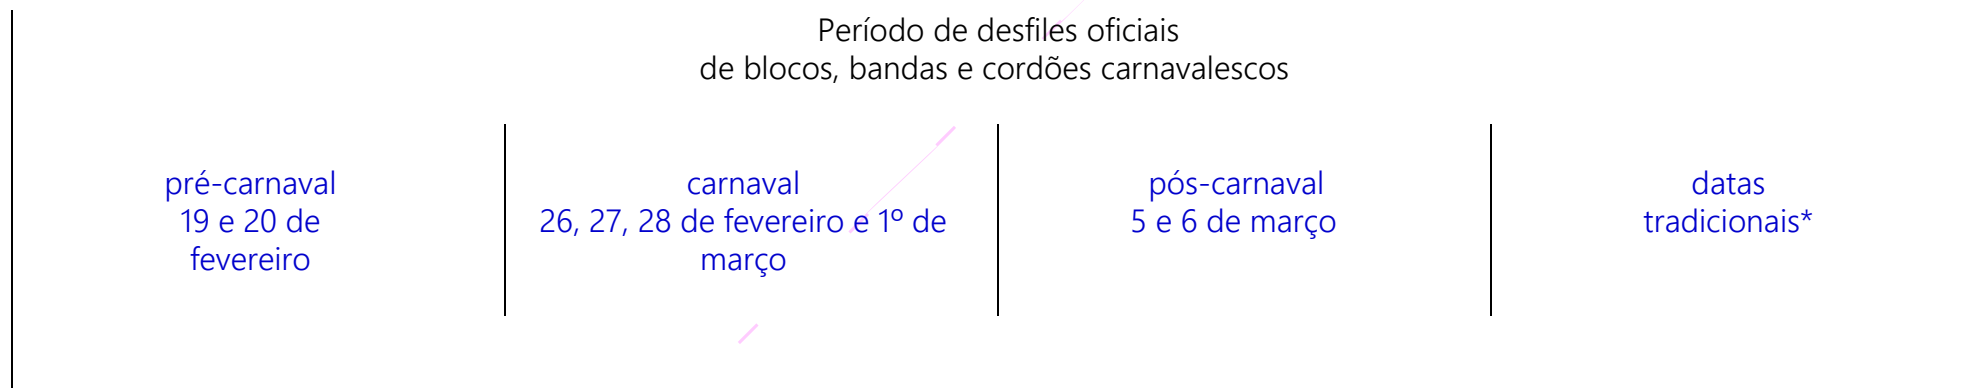 Período de desfiles oficiais
de blocos, bandas e cordões carnavalescos
pré-carnaval
19 e 20 de
fevereiro
carnaval
26, 27, 28 de fevereiro e 1º de
março
pós-carnaval
5 e 6 de março
datas
tradicionais*